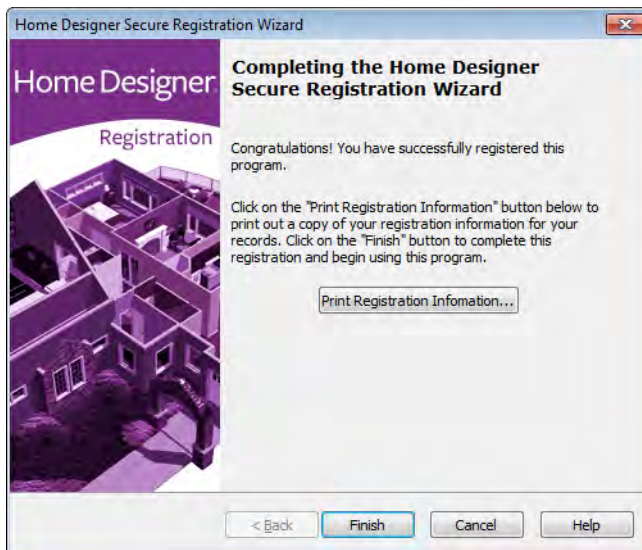 Home Designer Secure Registration Wizard
Home Designer
Registration
Completing the Home Designer
Secure Registration Wizard
Congratulations! You have successfully registered this
program.
Click on the "Print Registration Information" button below to
print out a copy of your registration information for your
records. Click on the "Finish" button to complete this
registration and begin using this program.
Print Registration Infomation...
< Back
Finish
Cancel
Help